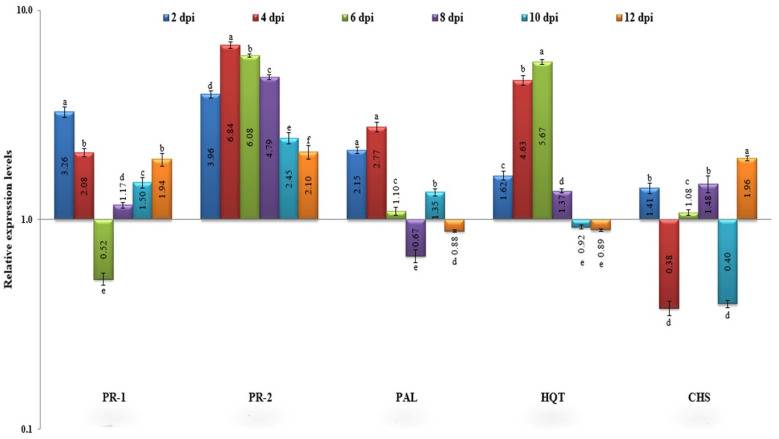 2 dpi 4 dpi 6 dpi 8 dpi 10 dpi 12 dpi
10.0
Relative expression levels
1.0
0.1
a b e d c b
3.26 2.08 0.52 1.17 1.50 1.94
PR-1
d a b c e f
3.96 6.84 6.08 4.79 2.45 2.10
PR-2
a a c e b d
2.15 2.77 1.10 0.67 1.35 0.88
PAL
c b a d e e
1.62 4.63 5.67 1.37 0.92 0.89
HQT
b d c b d a
1.41 0.38 1.08 1.48 0.40 1.96
CHS